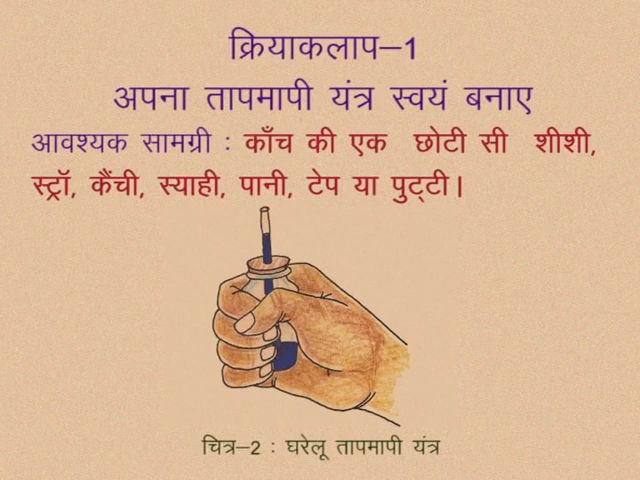 क्रियाकलाप–1
अपना तापमापी यंत्र स्वयं बनाए
आवश्यक सामग्री : काँच की एक छोटी सी शीशी,
स्ट्रॉ, कैंची, स्याही, पानी, टेप या पुट्टी।
चित्र–2 : घरेलू तापमापी यंत्र